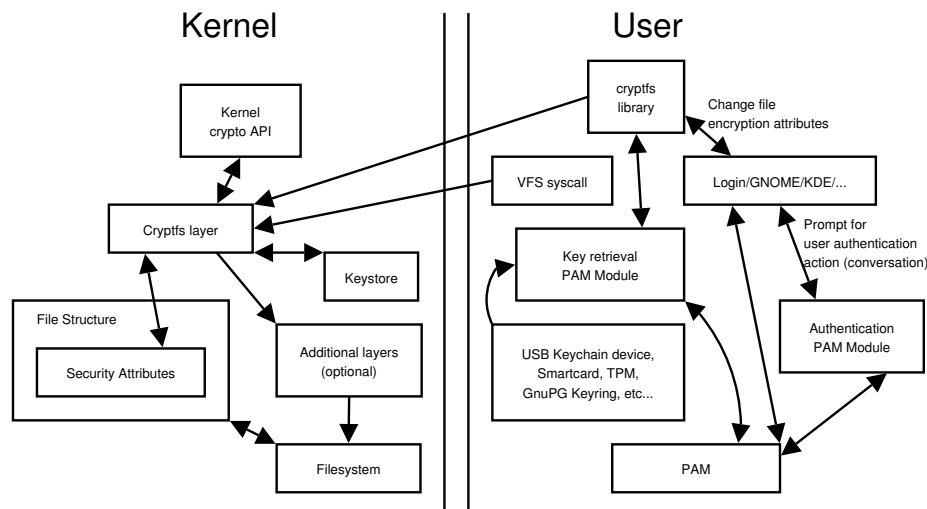 Kernel
User
Kernel
crypto API
cryptfs
library
Change file
encryption attributes
VFS syscall
Login/GNOME/KDE/...
Cryptfs layer
Prompt for
user authentication
action (conversation)
Key retrieval
PAM Module
Keystore
File Structure
Security Attributes
Additional layers
(optional)
USB Keychain device,
Smartcard, TPM,
GnuPG Keyring, etc...
Authentication
PAM Module
Filesystem
PAM